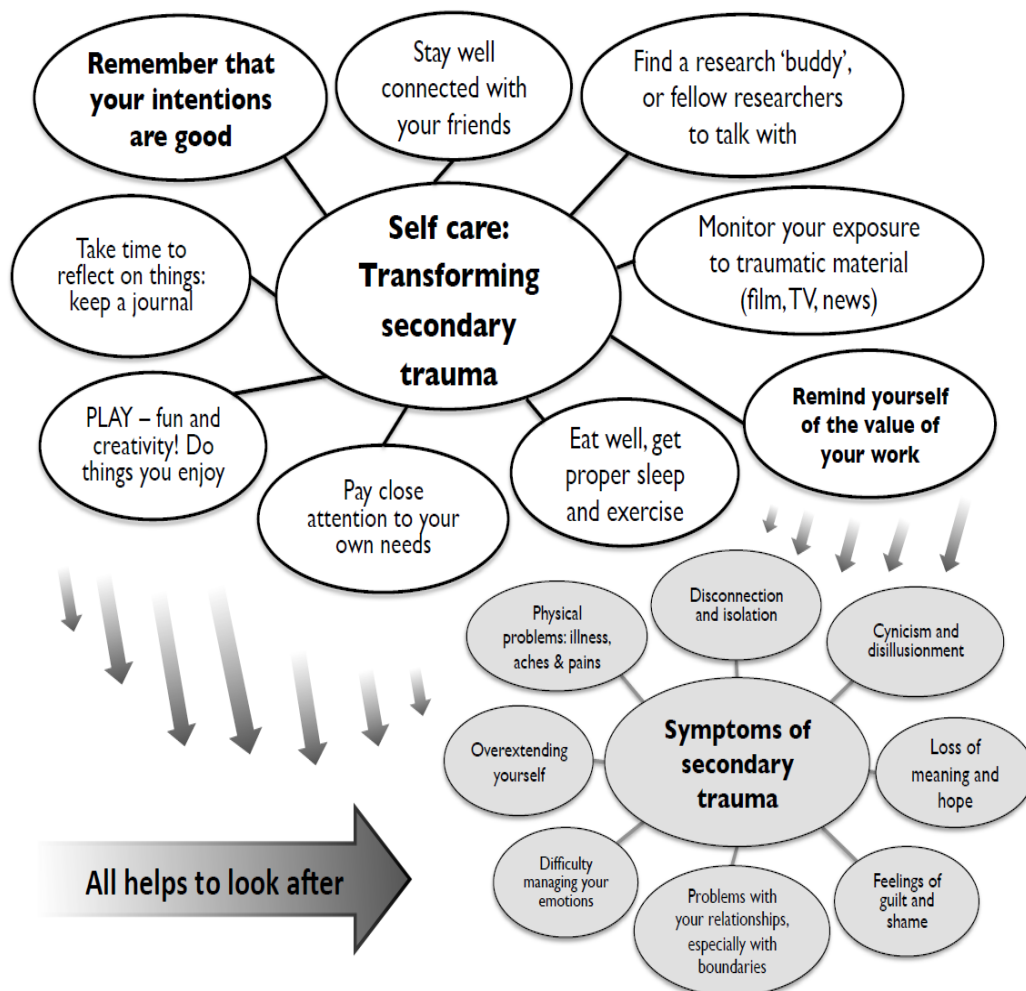 Remember that
your intentions
are good
Stay well
connected with
your friends
Find a research ‘buddy’,
or fellow researchers
to talk with
Take time to
reflect on things:
keep a journal
Self care:
Transforming
secondary
trauma
Monitor your exposure
to traumatic material
(film, TV, news)
PLAY – fun and
creativity! Do
things you enjoy
Pay close
attention to your
own needs
Eat well, get
proper sleep
and exercise
Remind yourself
of the value of
your work
Physical
problems: illness,
aches & pains
Disconnection
and isolation
Cynicism and
disillusionment
Overextending
yourself
Symptoms of
secondary
trauma
Loss of
meaning and
hope
Difficulty
managing your
emotions
Problems with
your relationships,
especially with
boundaries
Feelings of
guilt and
shame
All helps to look after